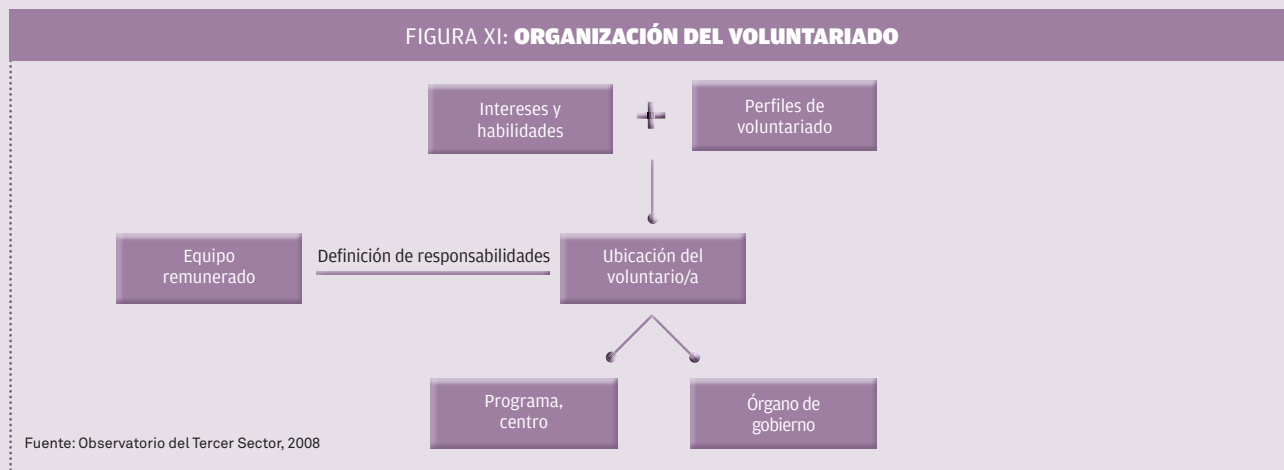 FIGURA XI: ORGANIZACIÓN DEL VOLUNTARIADO
Intereses y
habilidades
+
Perfiles de
voluntariado
Equipo
remunerado
Definición de responsabilidades
Ubicación del
voluntario/a
Programa,
centro
Órgano de
gobierno
Fuente: Observatorio del Tercer Sector, 2008